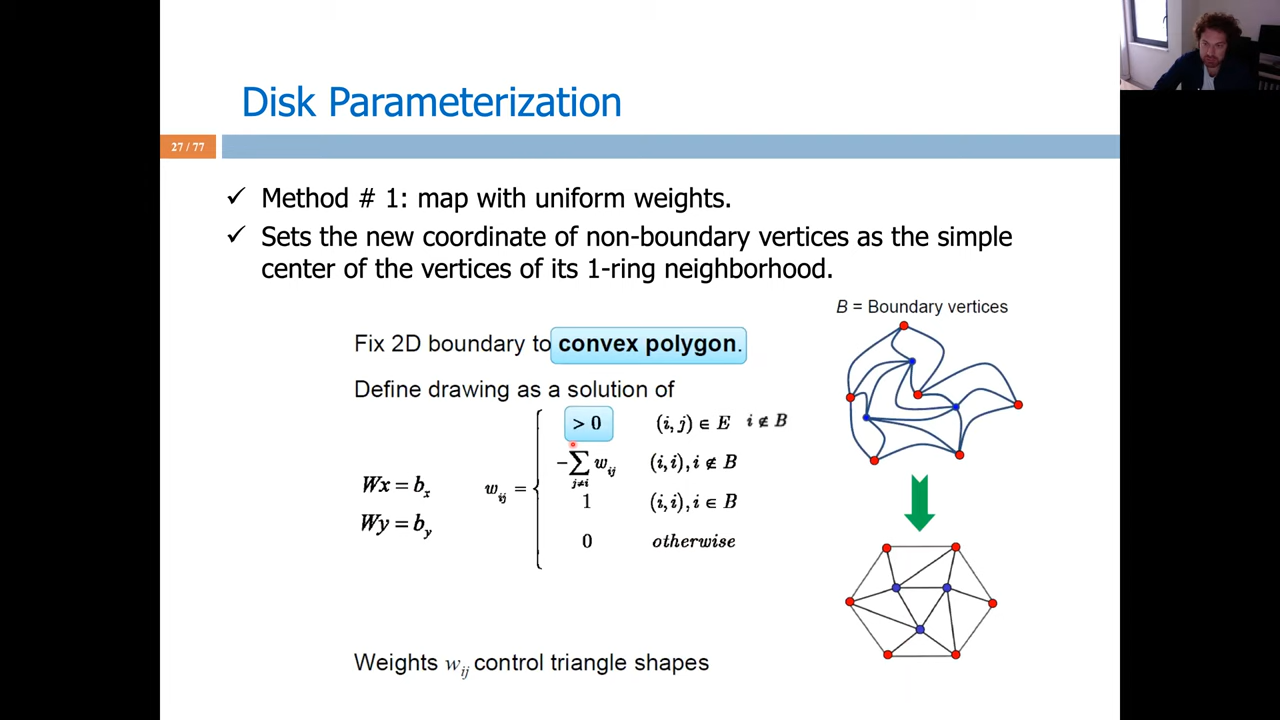 Disk Parameterization
27 / 77
✓ Method # 1: map with uniform weights.
✓ Sets the new coordinate of non-boundary vertices as the simple
center of the vertices of its 1-ring neighborhood.
B = Boundary vertices
Fix 2D boundary to convex polygon.
Define drawing as a solution of
Wx = b_x
Wy = b_y
w_ij = {
> 0 (i, j) ∈ E i ∉ B
−∑_{j≠i} w_ij (i,i), i ∉ B
1 (i,i), i ∈ B
0 otherwise
Weights w_ij control triangle shapes